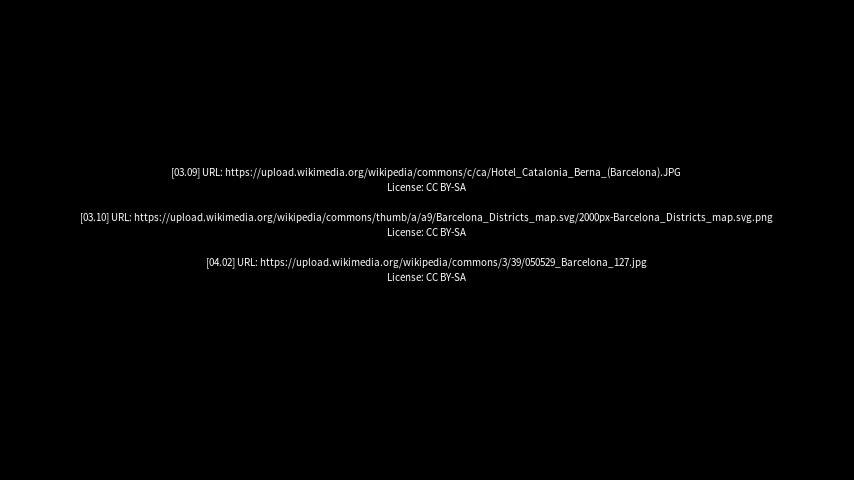 [03.09] URL: https://upload.wikimedia.org/wikipedia/commons/c/ca/Hotel_Catalonia_Berna_(Barcelona).JPG
License: CC BY-SA
[03.10] URL: https://upload.wikimedia.org/wikipedia/commons/thumb/a/a9/Barcelona_Districts_map.svg/2000px-Barcelona_Districts_map.svg.png
License: CC BY-SA
[04.02] URL: https://upload.wikimedia.org/wikipedia/commons/3/39/050529_Barcelona_127.jpg
License: CC BY-SA